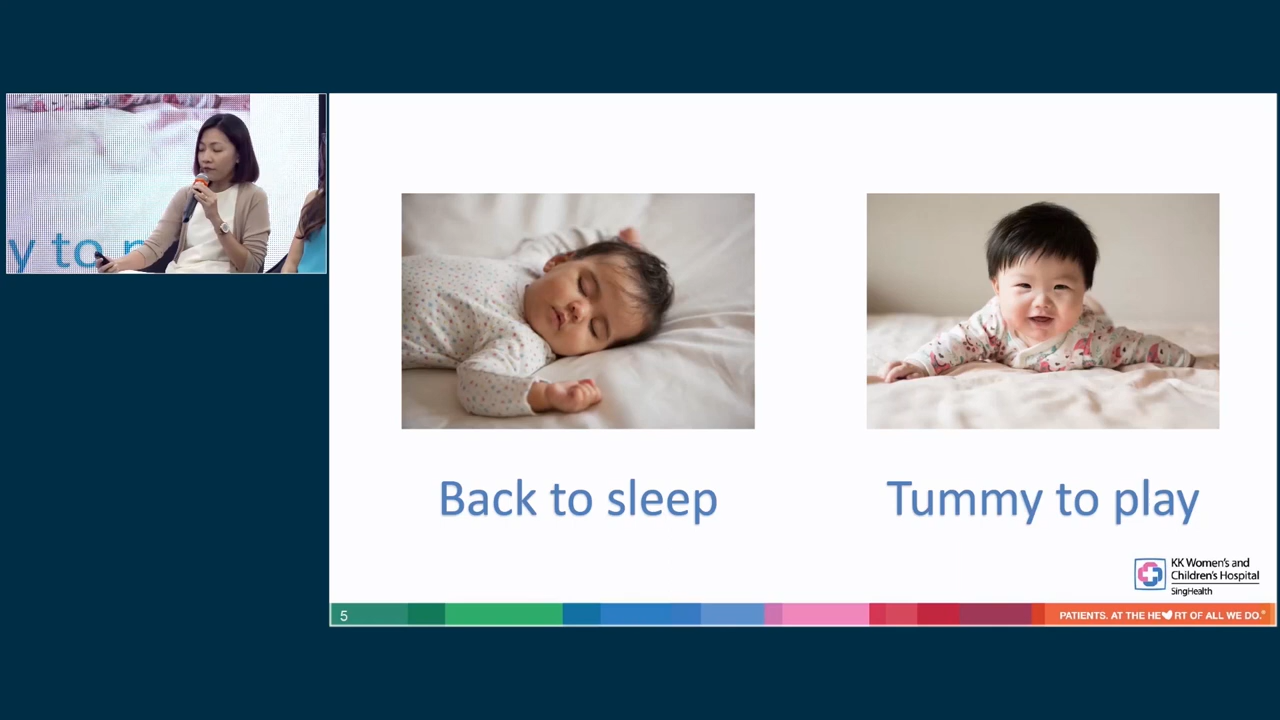 y to p
Back to sleep
Tummy to play
KK Women's and
Children's Hospital
SingHealth
5
PATIENTS. AT THE HE RT OF ALL WE DO.®